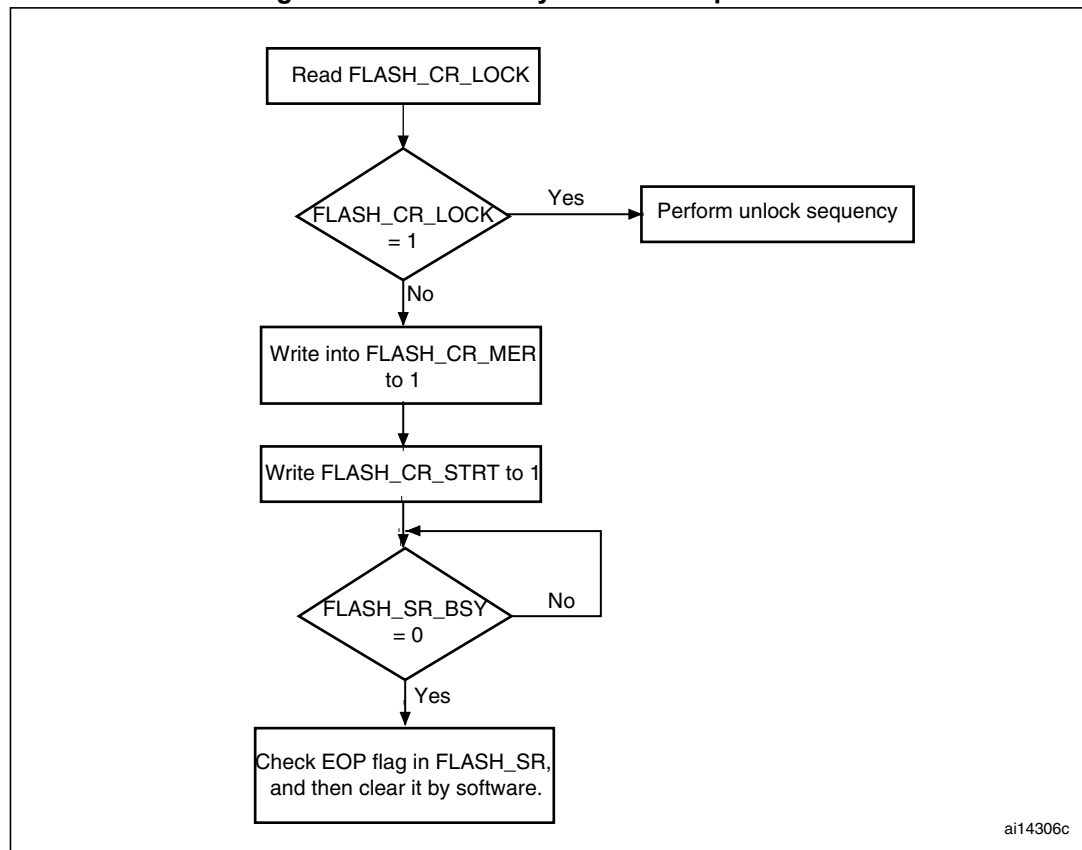 Read FLASH_CR_LOCK
FLASH_CR_LOCK
= 1
Yes
Perform unlock sequency
No
Write into FLASH_CR_MER
to 1
Write FLASH_CR_STRT to 1
FLASH_SR_BSY
= 0
No
Yes
Check EOP flag in FLASH_SR,
and then clear it by software.
ai14306c